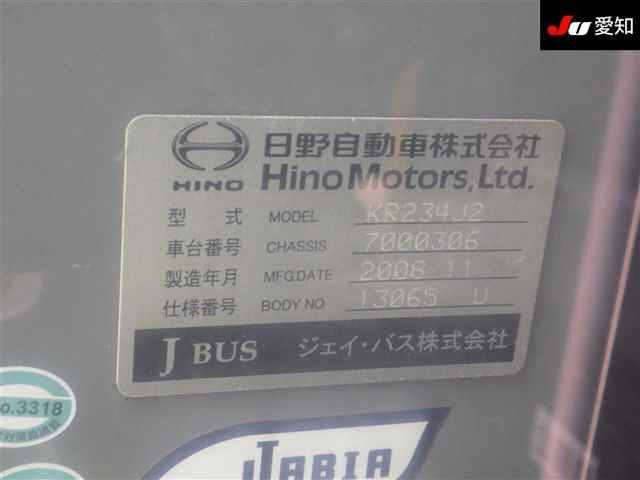 JU 愛知
日野自動車株式会社
HINO Hino Motors, Ltd.
型 式 MODEL KR234J2
車台番号 CHASSIS 7000306
製造年月 MFG.DATE 2008 11
仕様番号 BODY NO 13065 U
J BUS ジェイ・バス株式会社
No.3318
JABIA